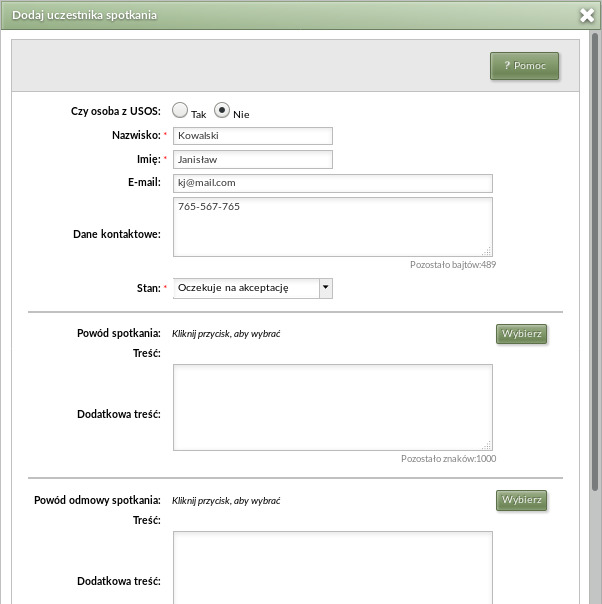 Dodaj uczestnika spotkania
? Pomoc
Czy osoba z USOS: Tak Nie
Nazwisko: * Kowalski
Imię: * Janisław
E-mail: kj@mail.com
765-567-765
Dane kontaktowe:
Pozostało bajtów:489
Stan: * Oczekuje na akceptację
Powód spotkania: Kliknij przycisk, aby wybrać Wybierz
Treść:
Dodatkowa treść:
Pozostało znaków:1000
Powód odmowy spotkania: Kliknij przycisk, aby wybrać Wybierz
Treść:
Dodatkowa treść: